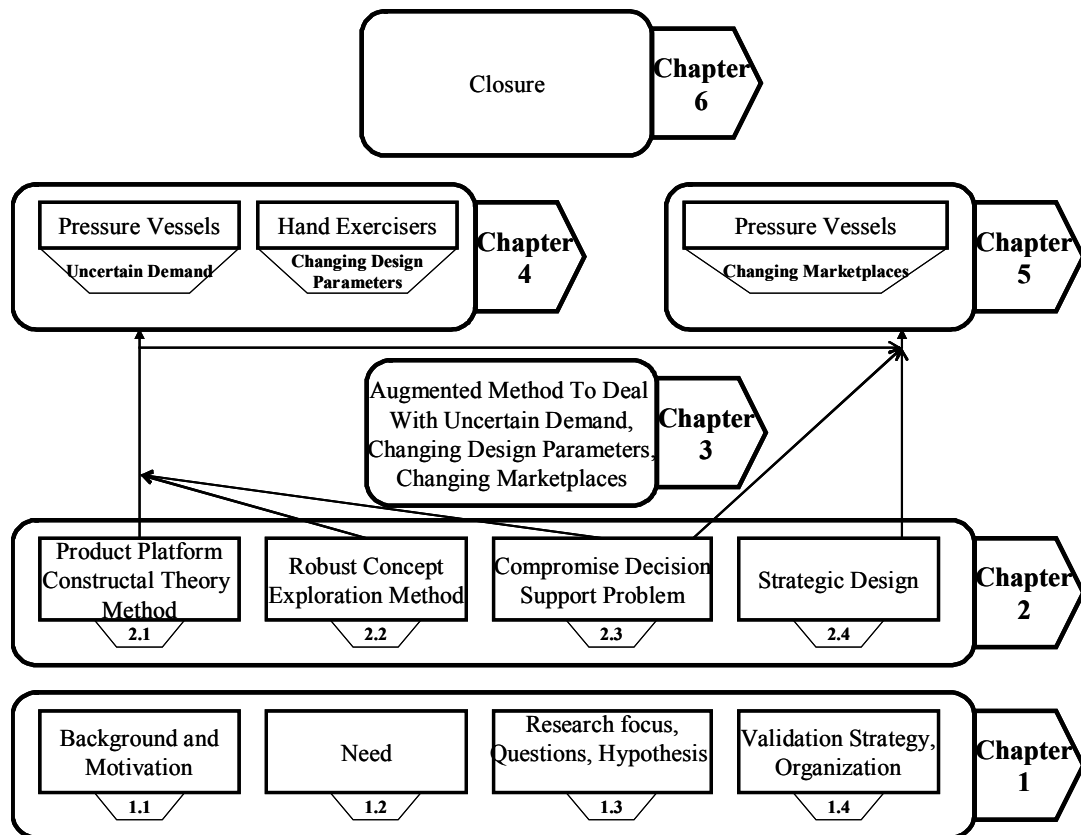 Closure
Chapter
6
Pressure Vessels
Uncertain Demand
Hand Exercisers
Changing Design
Parameters
Chapter
4
Pressure Vessels
Changing Marketplaces
Chapter
5
Augmented Method To Deal
With Uncertain Demand,
Changing Design Parameters,
Changing Marketplaces
Chapter
3
Product Platform
Constructal Theory
Method
2.1
Robust Concept
Exploration Method
2.2
Compromise Decision
Support Problem
2.3
Strategic Design
2.4
Chapter
2
Background and
Motivation
1.1
Need
1.2
Research focus,
Questions, Hypothesis
1.3
Validation Strategy,
Organization
1.4
Chapter
1